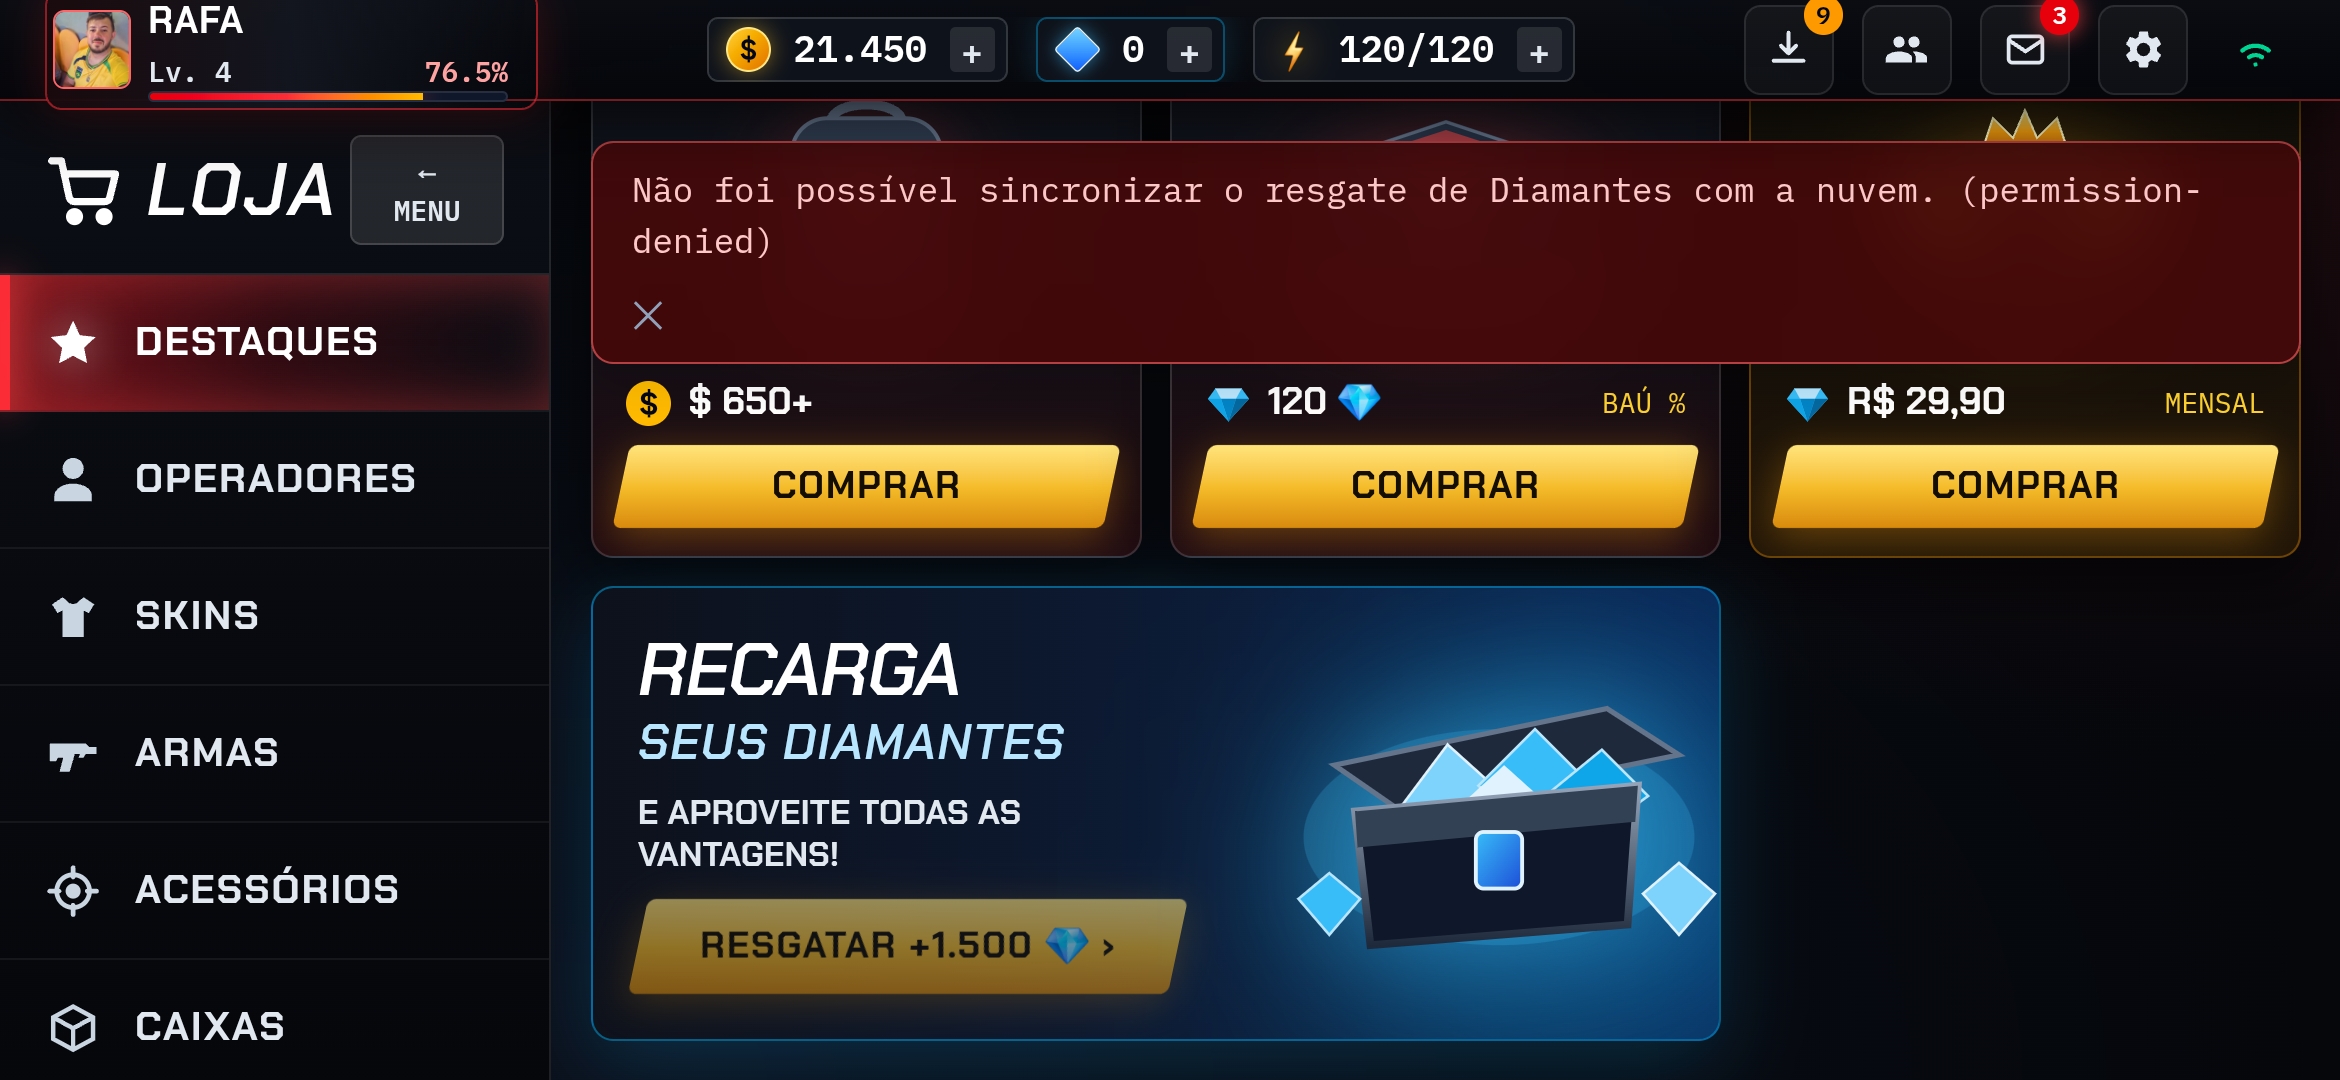 RAFA
Lv. 4 76.5%
$ 21.450 +
0 +
120/120 +
9
3
LOJA
← MENU
Não foi possível sincronizar o resgate de Diamantes com a nuvem. (permission-
denied)
DESTAQUES
OPERADORES
SKINS
ARMAS
ACESSÓRIOS
CAIXAS
$ $ 650+
COMPRAR
120 BAÚ %
COMPRAR
R$ 29,90 MENSAL
COMPRAR
RECARGA
SEUS DIAMANTES
E APROVEITE TODAS AS
VANTAGENS!
RESGATAR +1.500 💎 ›